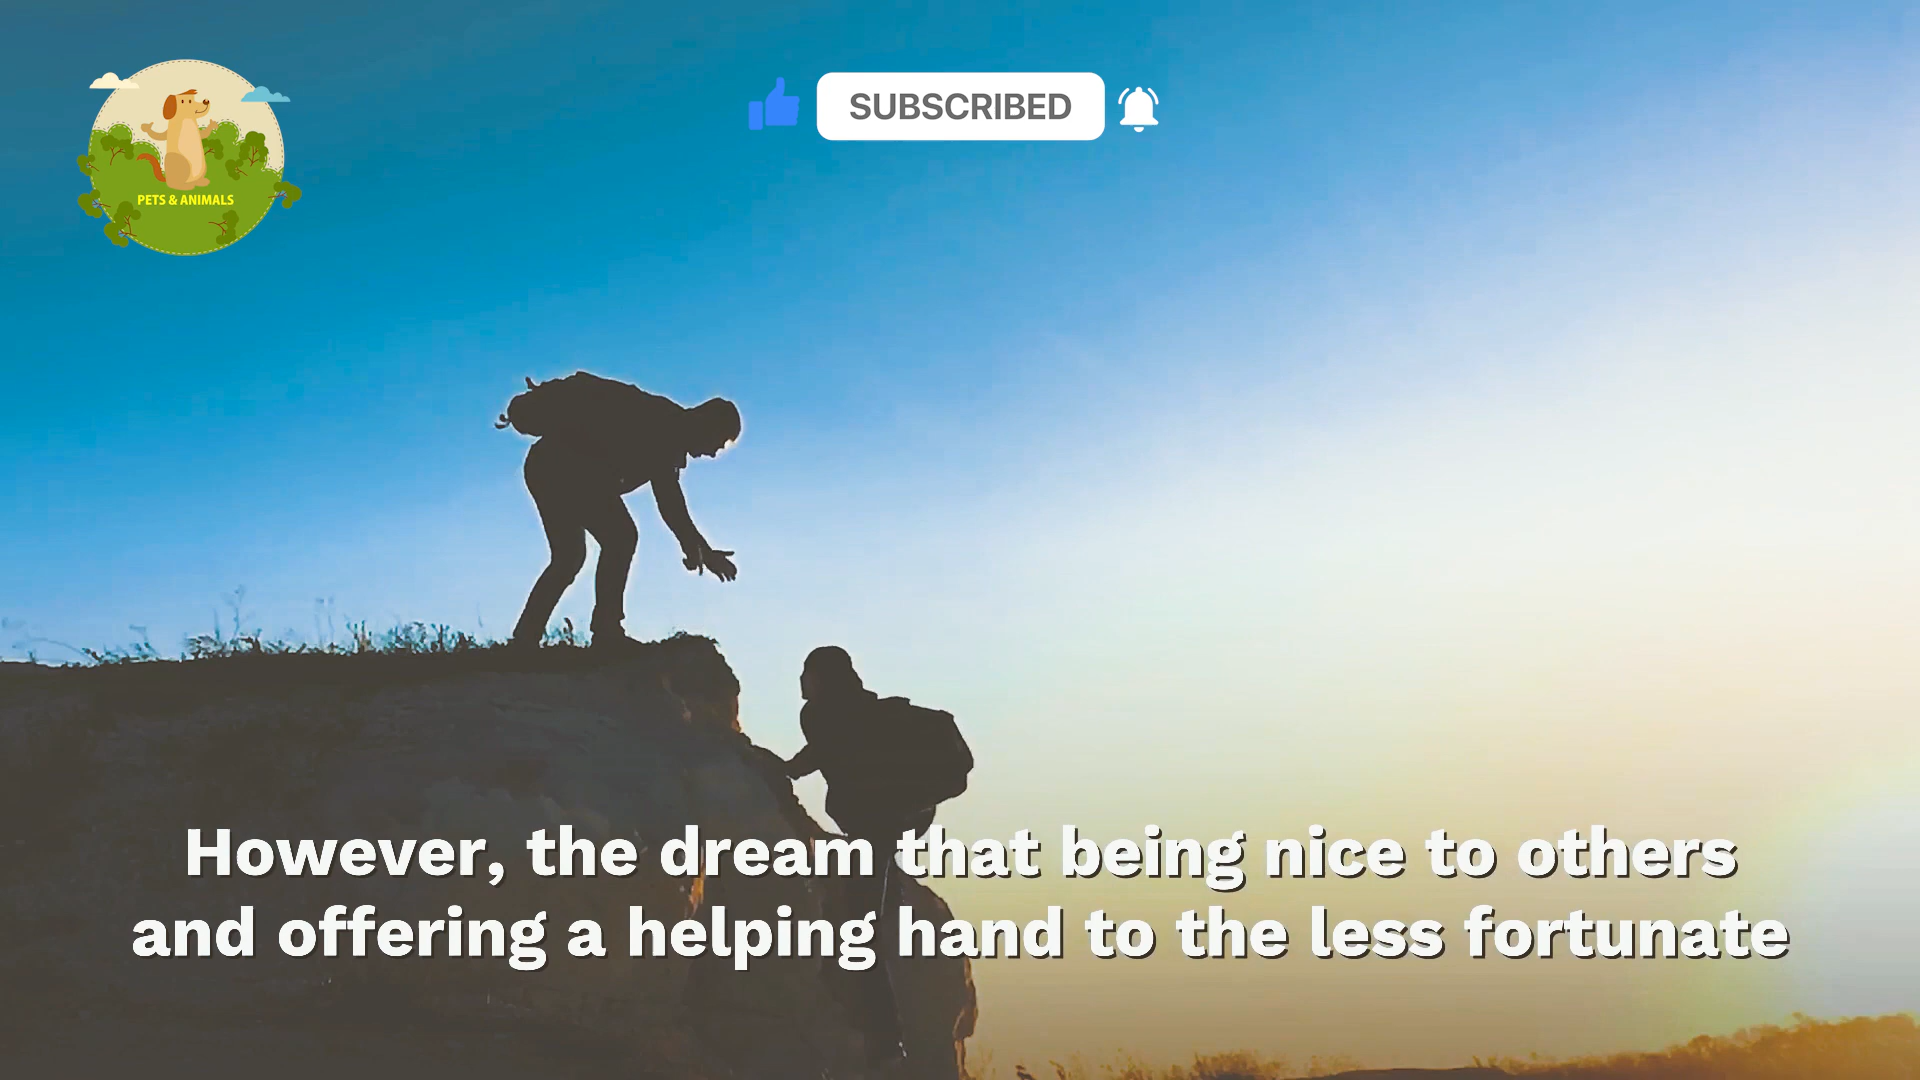 SUBSCRIBED
PETS & ANIMALS
However, the dream that being nice to others
and offering a helping hand to the less fortunate